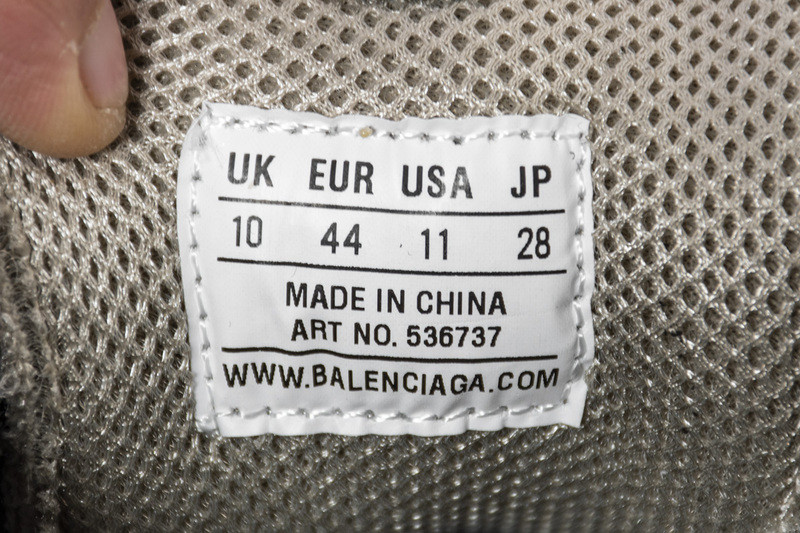 UK EUR USA JP
10 44 11 28
MADE IN CHINA
ART NO. 536737
WWW.BALENCIAGA.COM